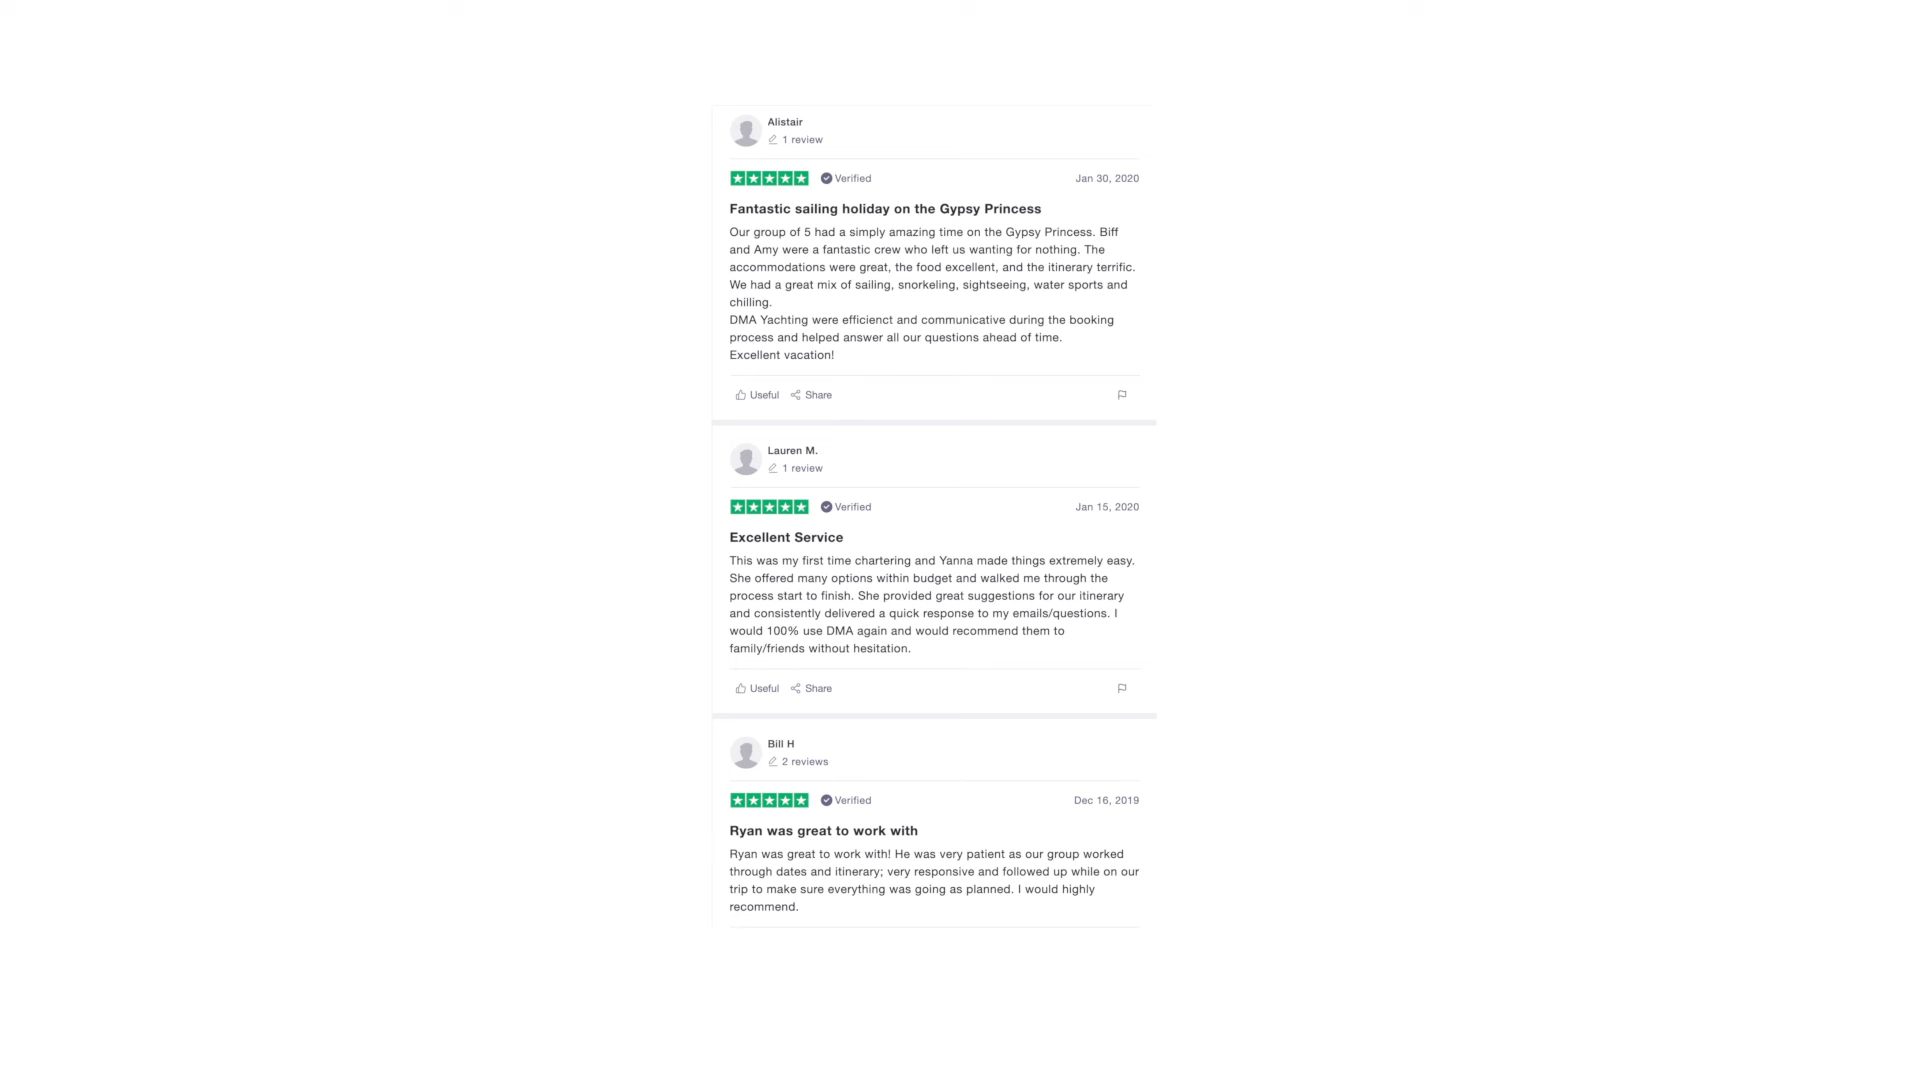 Alistair
1 review
Verified
Jan 30, 2020
Fantastic sailing holiday on the Gypsy Princess
Our group of 5 had a simply amazing time on the Gypsy Princess. Biff
and Amy were a fantastic crew who left us wanting for nothing. The
accommodations were great, the food excellent, and the itinerary terrific.
We had a great mix of sailing, snorkeling, sightseeing, water sports and
chilling.
DMA Yachting were efficienct and communicative during the booking
process and helped answer all our questions ahead of time.
Excellent vacation!
Useful Share
Lauren M.
1 review
Verified
Jan 15, 2020
Excellent Service
This was my first time chartering and Yanna made things extremely easy.
She offered many options within budget and walked me through the
process start to finish. She provided great suggestions for our itinerary
and consistently delivered a quick response to my emails/questions. I
would 100% use DMA again and would recommend them to
family/friends without hesitation.
Useful Share
Bill H
2 reviews
Verified
Dec 16, 2019
Ryan was great to work with
Ryan was great to work with! He was very patient as our group worked
through dates and itinerary; very responsive and followed up while on our
trip to make sure everything was going as planned. I would highly
recommend.